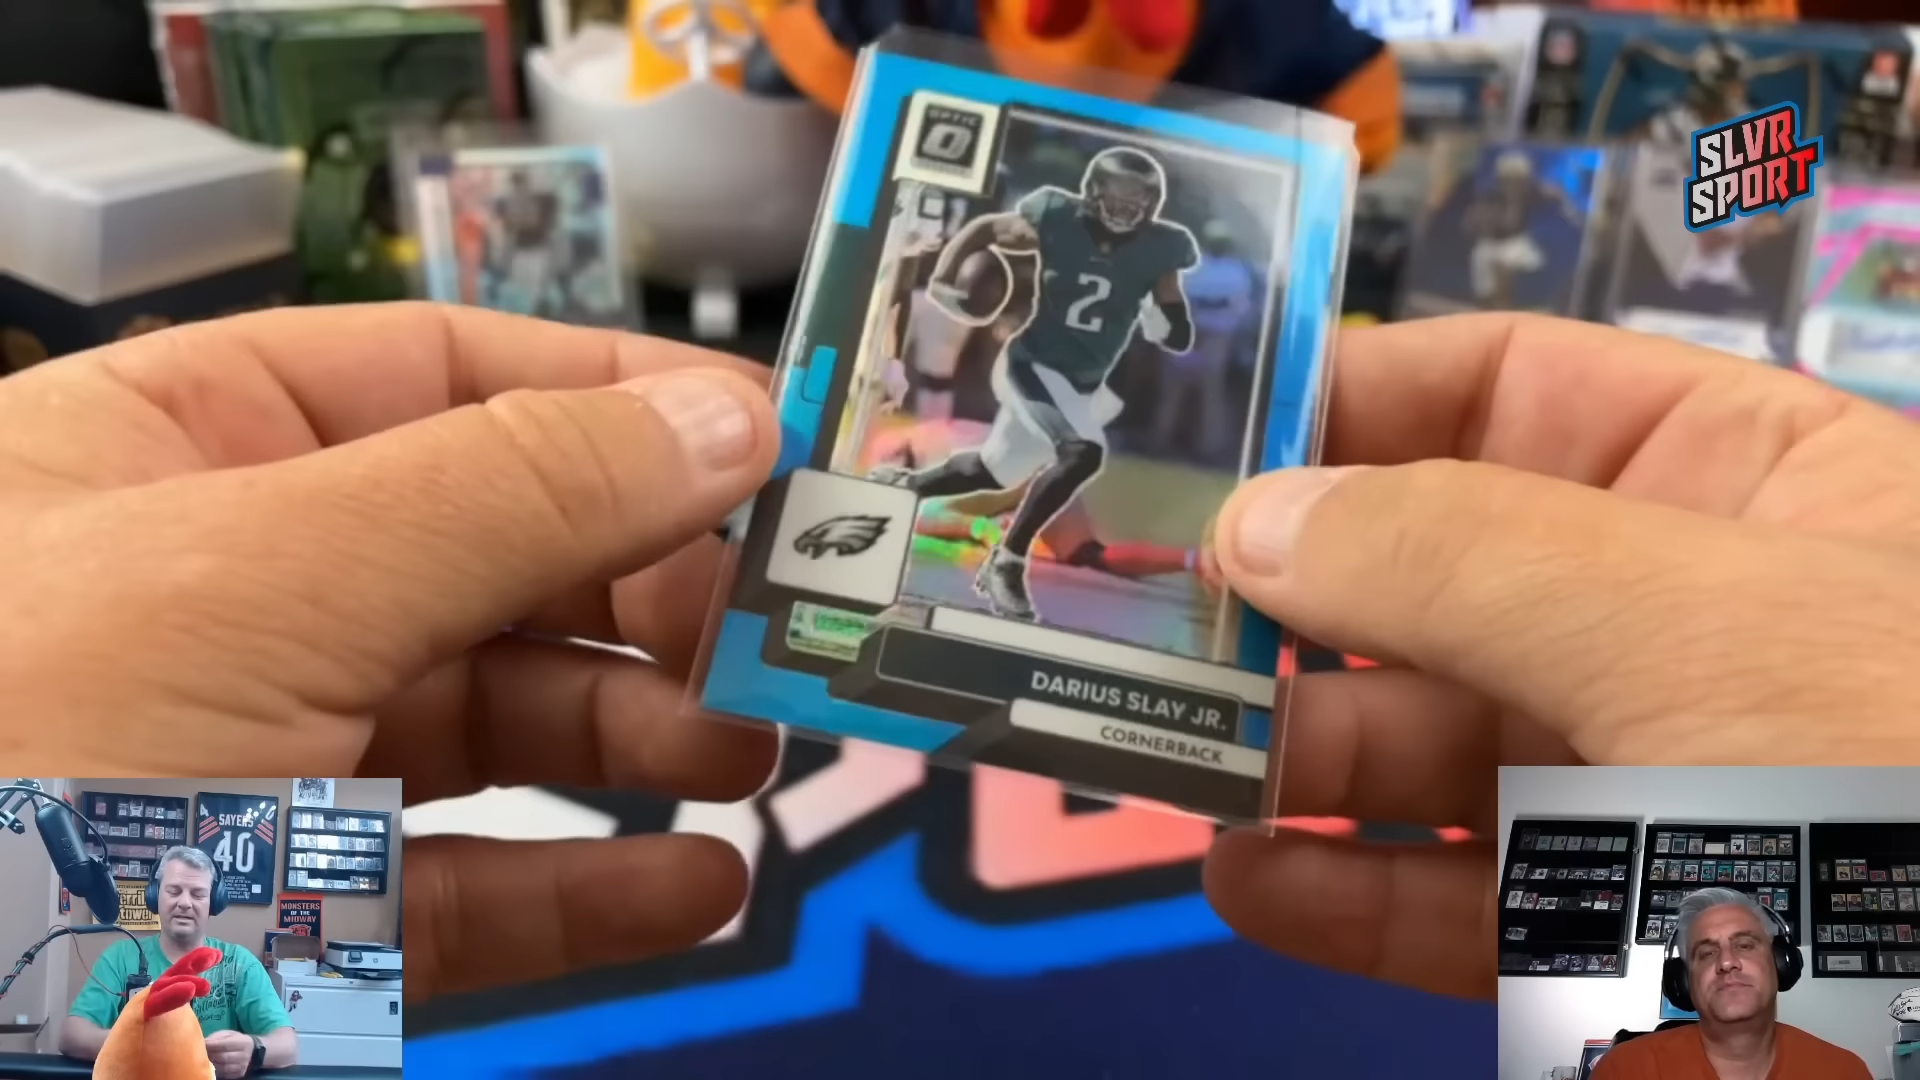 SLVR
SPORT
OPTIC
2
DARIUS SLAY JR.
CORNERBACK
SAYERS
40
MONSTERS
OF THE
MIDWAY